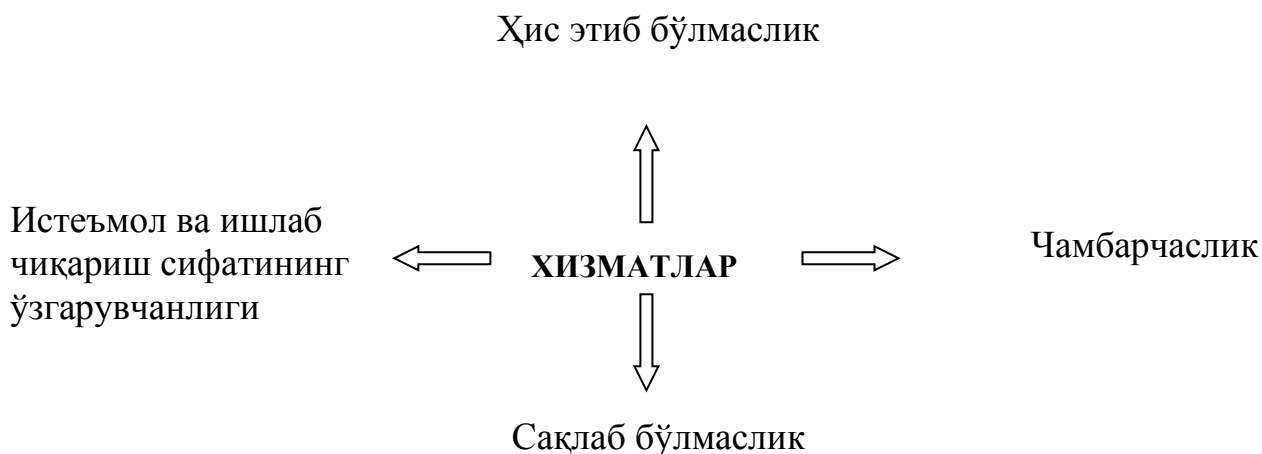 Ҳис этиб бўлмаслик
Истеъмол ва ишлаб
чиқариш сифатининг
ўзгарувчанлиги
ХИЗМАТЛАР
Чамбарчаслик
Сақлаб бўлмаслик